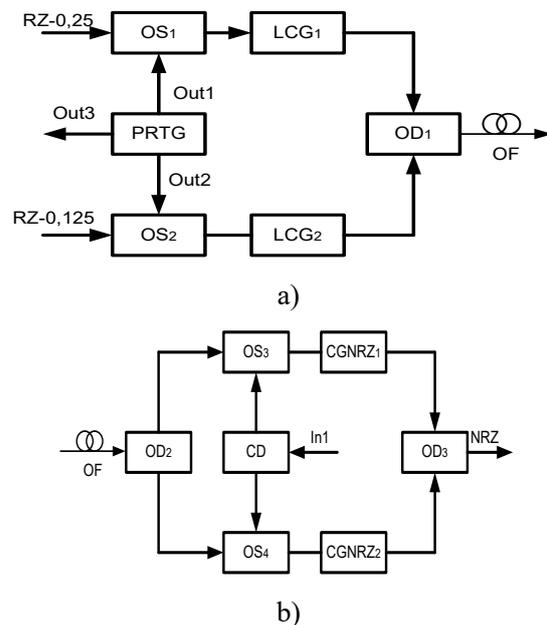 RZ-0,25
OS1
LCG1
Out1
Out3
PRTG
OD1
OF
Out2
RZ-0,125
OS2
LCG2
a)
OS3
CGNRZ1
OF
OD2
CD
In1
OD3
NRZ
OS4
CGNRZ2
b)